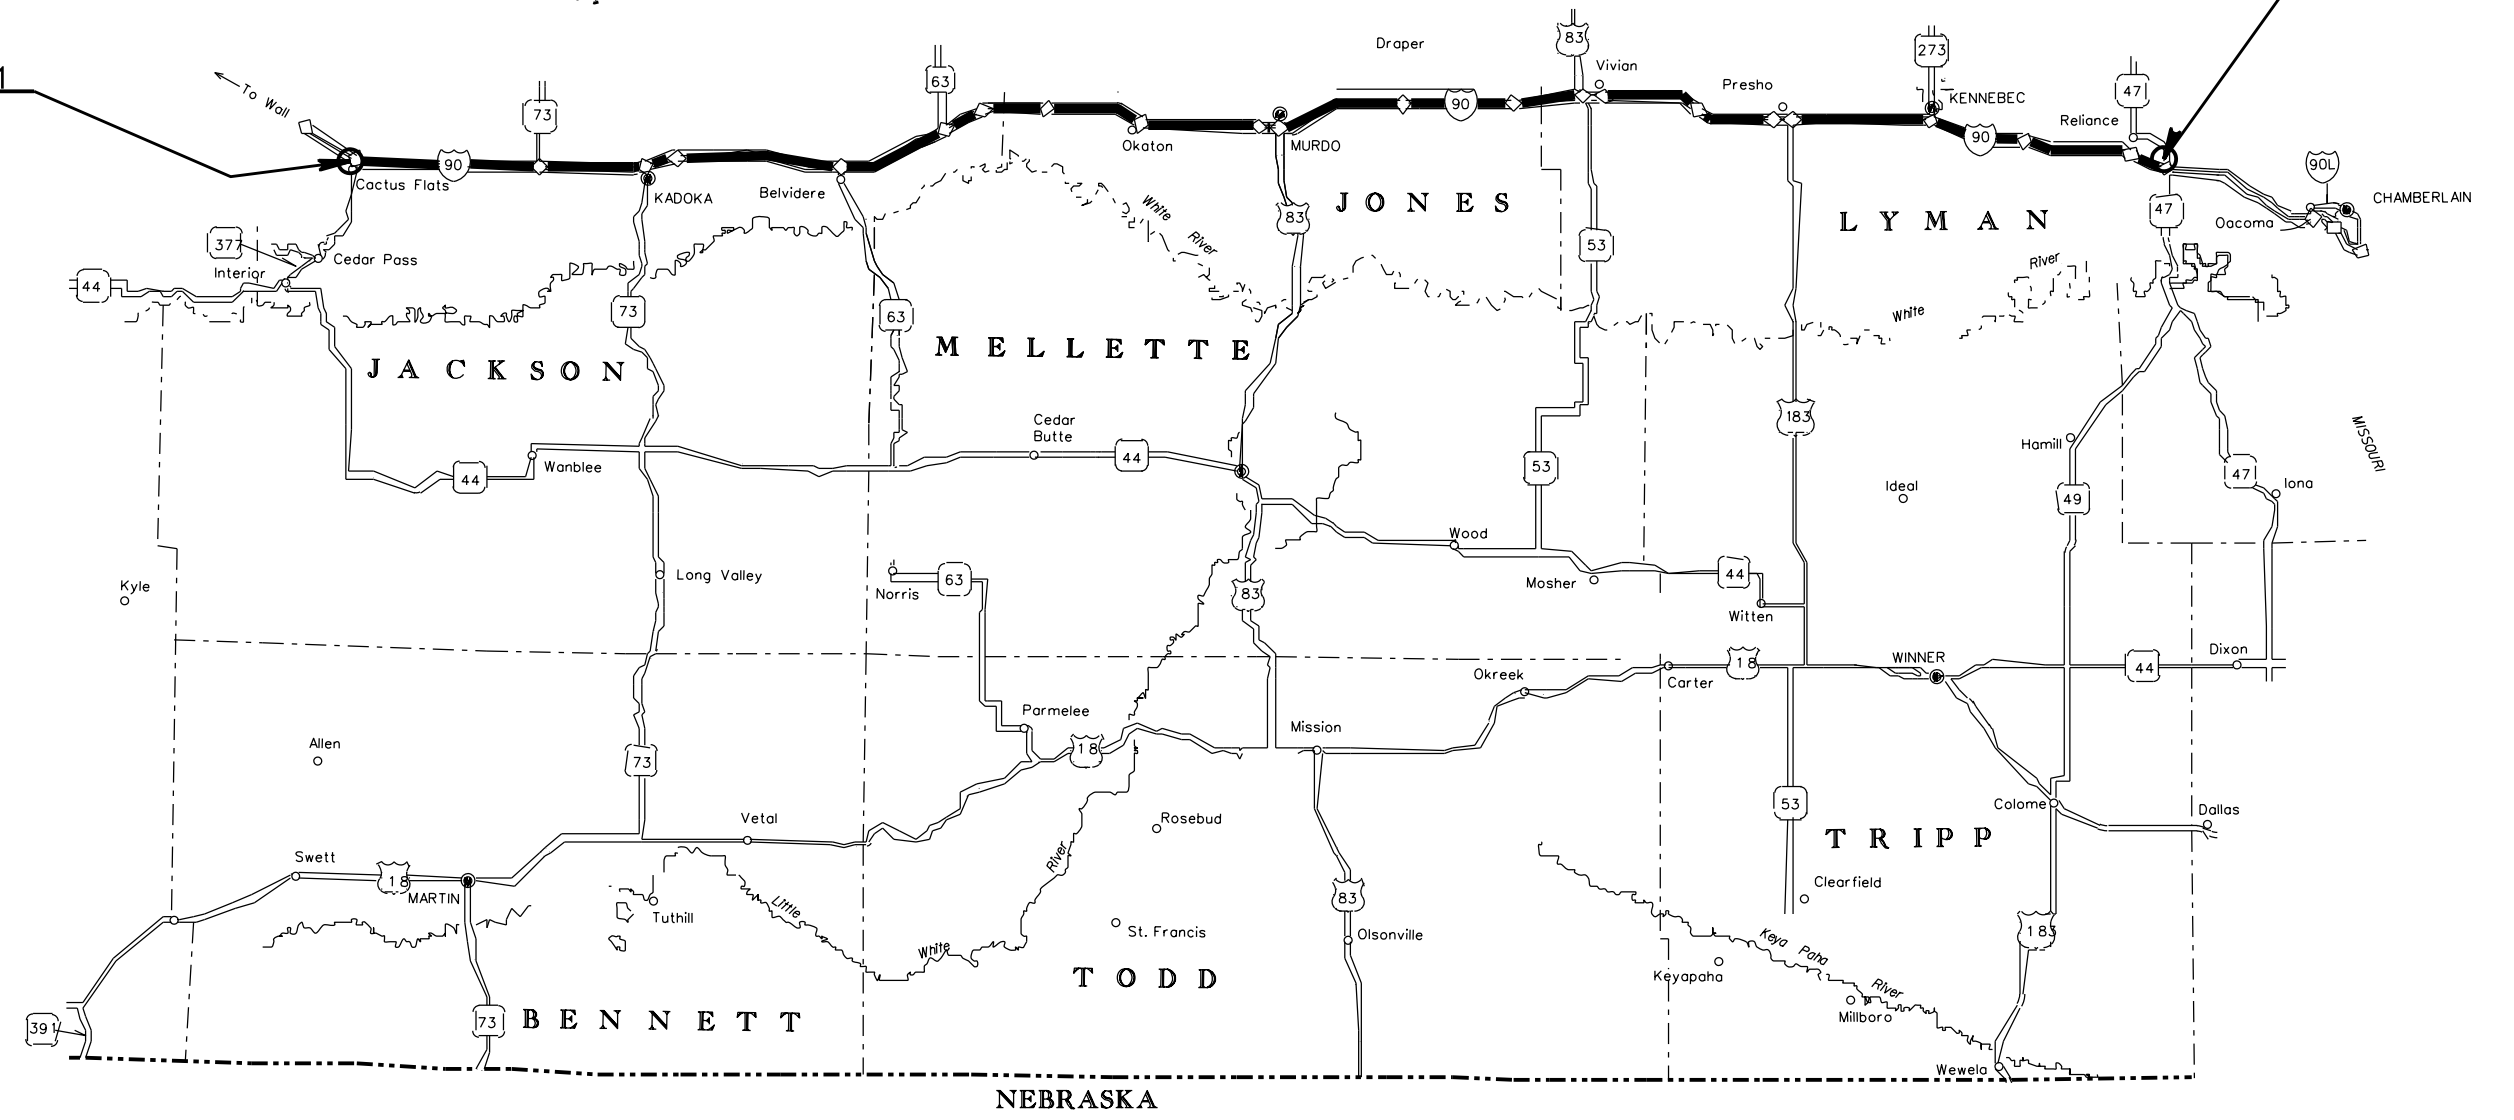 1
To Wall
73
63
Draper
83
Vivian
Presho
273
KENNEBEC
47
Reliance
90
Cactus Flats
KADOKA
Belvidere
Okaton
MURDO
90
90
90L
CHAMBERLAIN
Oacoma
47
377
Cedar Pass
Interior
44
73
63
White
River
83
JONES
53
LYMAN
River
White
JACKSON
MELLETTE
183
MISSOURI
Cedar
Butte
44
Wanblee
44
53
Hamill
Ideal
49
47
Iona
Wood
Mosher
44
Witten
Kyle
Long Valley
Norris
63
83
Okreek
Carter
18
WINNER
44
Dixon
Allen
73
Parmelee
18
Mission
Vetal
Rosebud
53
TRIPP
Colome
Dallas
Clearfield
Swett
18
MARTIN
Tuthill
Little
White
River
St. Francis
83
Olsonville
Keya Paha
River
Keyapaha
Millboro
183
TODD
391
73
BENNETT
Wewela
NEBRASKA